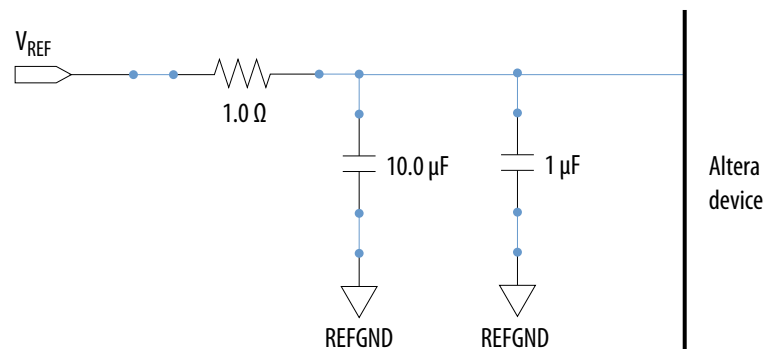 VREF
1.0 Ω
10.0 µF
1 µF
Altera
device
REFGND
REFGND